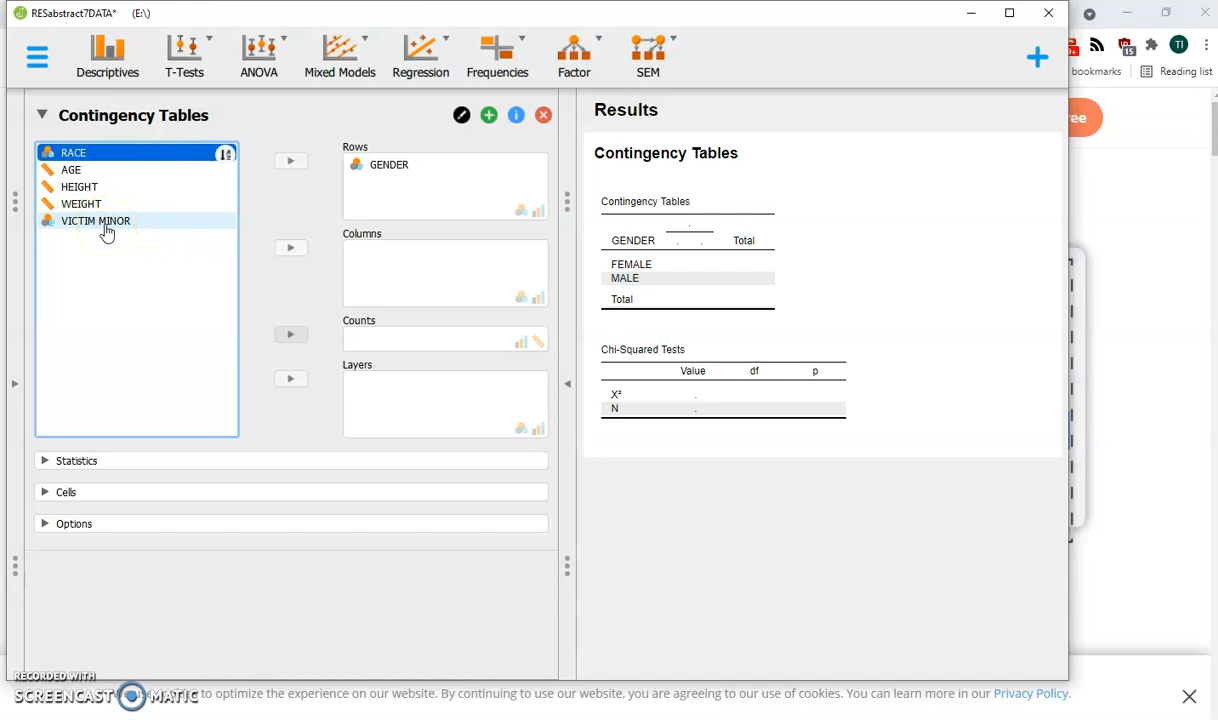 RESabstract7DATA* (E:\)
Descriptives
T-Tests
ANOVA
Mixed Models
Regression
Frequencies
Factor
SEM
9+
15
TI
bookmarks
Reading list
Contingency Tables
RACE
AGE
HEIGHT
WEIGHT
VICTIM MINOR
Rows
GENDER
Columns
Counts
Layers
Statistics
Cells
Options
Results
Contingency Tables
Contingency Tables
.
GENDER . . Total
FEMALE
MALE
Total
Chi-Squared Tests
Value df p
X² .
N .
ee
RECORDED WITH
SCREENCAST MATIC
to optimize the experience on our website. By continuing to use our website, you are agreeing to our use of cookies. You can learn more in our Privacy Policy.